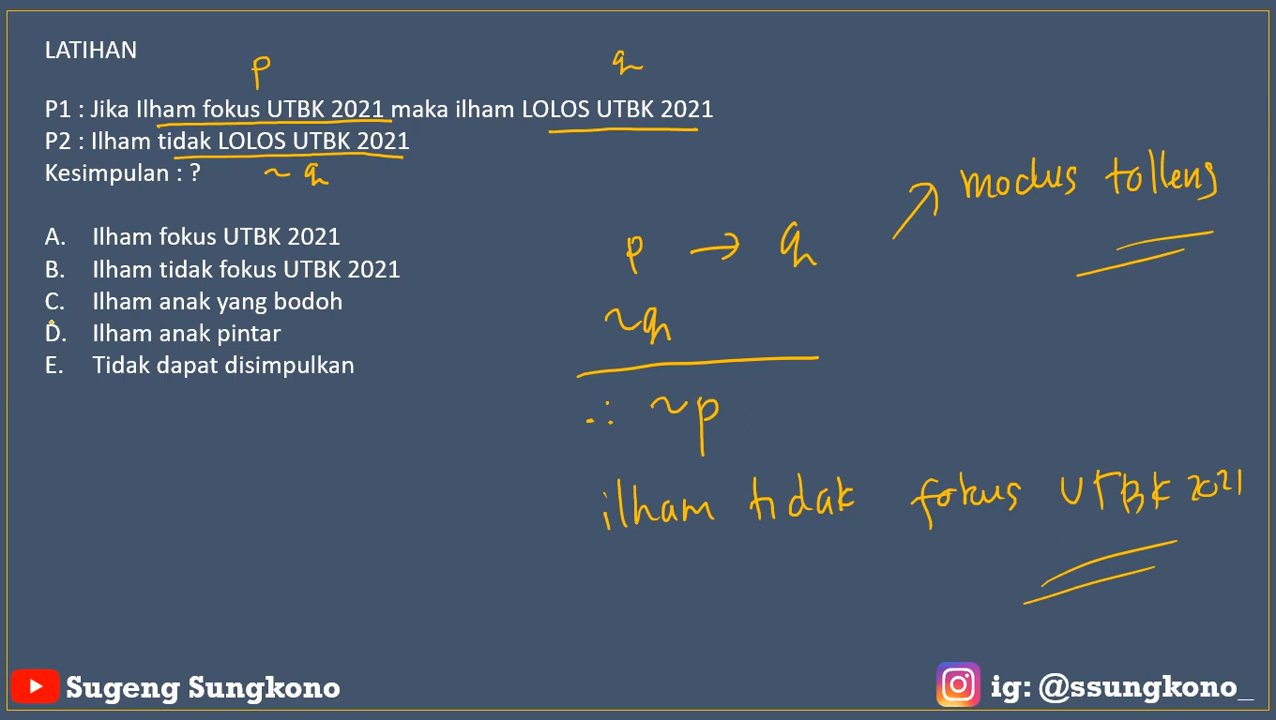 LATIHAN
p
q
P1 : Jika Ilham fokus UTBK 2021 maka ilham LOLOS UTBK 2021
P2 : Ilham tidak LOLOS UTBK 2021
Kesimpulan : ?
~ q
modus tollens
A. Ilham fokus UTBK 2021
B. Ilham tidak fokus UTBK 2021
C. Ilham anak yang bodoh
D. Ilham anak pintar
E. Tidak dapat disimpulkan
p → q
~q
∴ ~p
ilham tidak fokus UTBK 2021
Sugeng Sungkono
ig: @ssungkono_